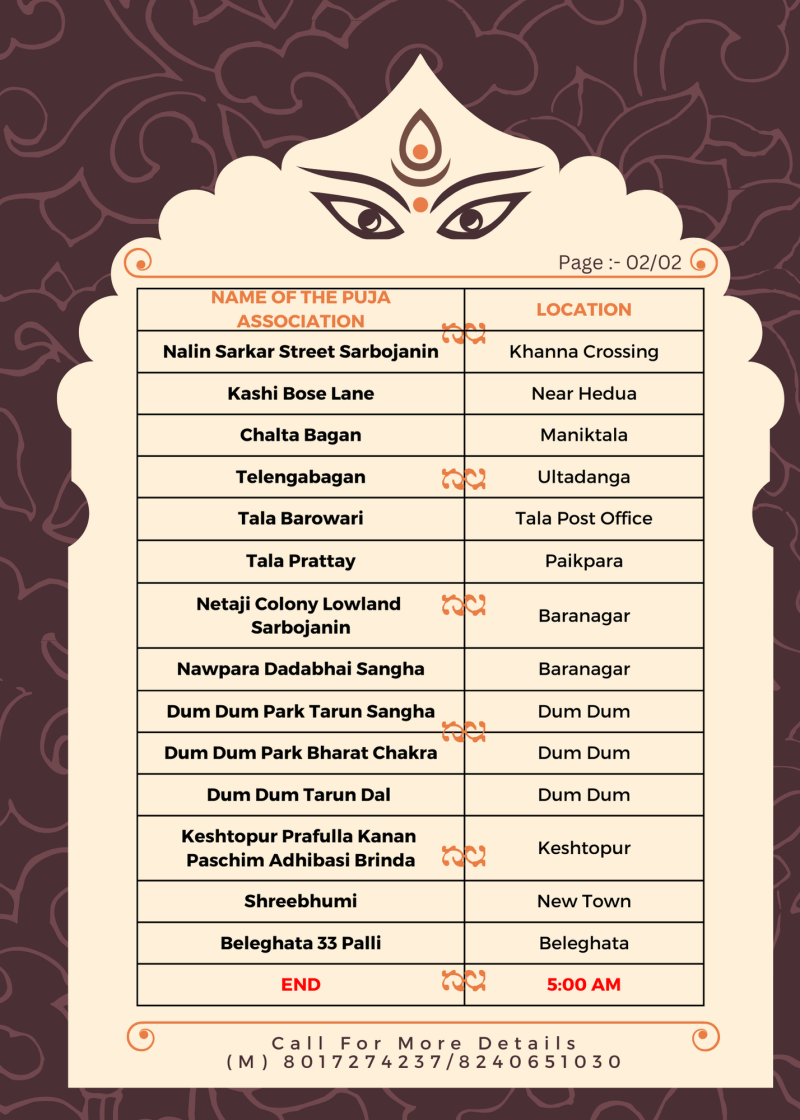 Page :- 02/02
NAME OF THE PUJA
ASSOCIATION
LOCATION
Nalin Sarkar Street Sarbojanin
Khanna Crossing
Kashi Bose Lane
Near Hedua
Chalta Bagan
Maniktala
Telengabagan
Ultadanga
Tala Barowari
Tala Post Office
Tala Prattay
Paikpara
Netaji Colony Lowland
Sarbojanin
Baranagar
Nawpara Dadabhai Sangha
Baranagar
Dum Dum Park Tarun Sangha
Dum Dum
Dum Dum Park Bharat Chakra
Dum Dum
Dum Dum Tarun Dal
Dum Dum
Keshtopur Prafulla Kanan
Paschim Adhibasi Brinda
Keshtopur
Shreebhumi
New Town
Beleghata 33 Palli
Beleghata
END
5:00 AM
Call For More Details
(M) 8017274237/8240651030